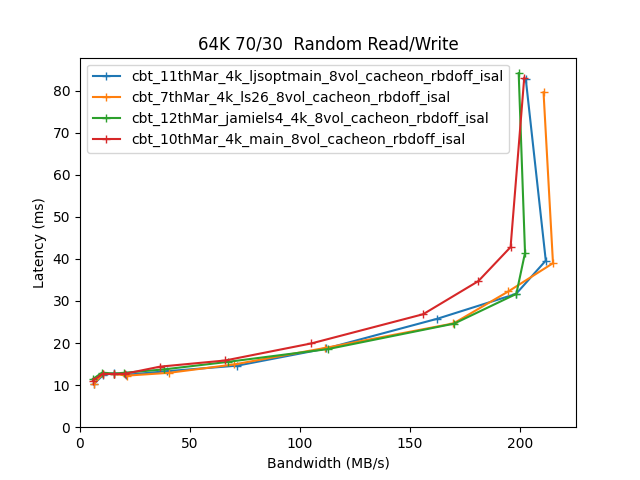 64K 70/30  Random Read/Write
cbt_11thMar_4k_ljsoptmain_8vol_cacheon_rbdoff_isal
cbt_7thMar_4k_ls26_8vol_cacheon_rbdoff_isal
cbt_12thMar_jamiels4_4k_8vol_cacheon_rbdoff_isal
cbt_10thMar_4k_main_8vol_cacheon_rbdoff_isal
Latency (ms)
80
70
60
50
40
30
20
10
0
0 50 100 150 200
Bandwidth (MB/s)